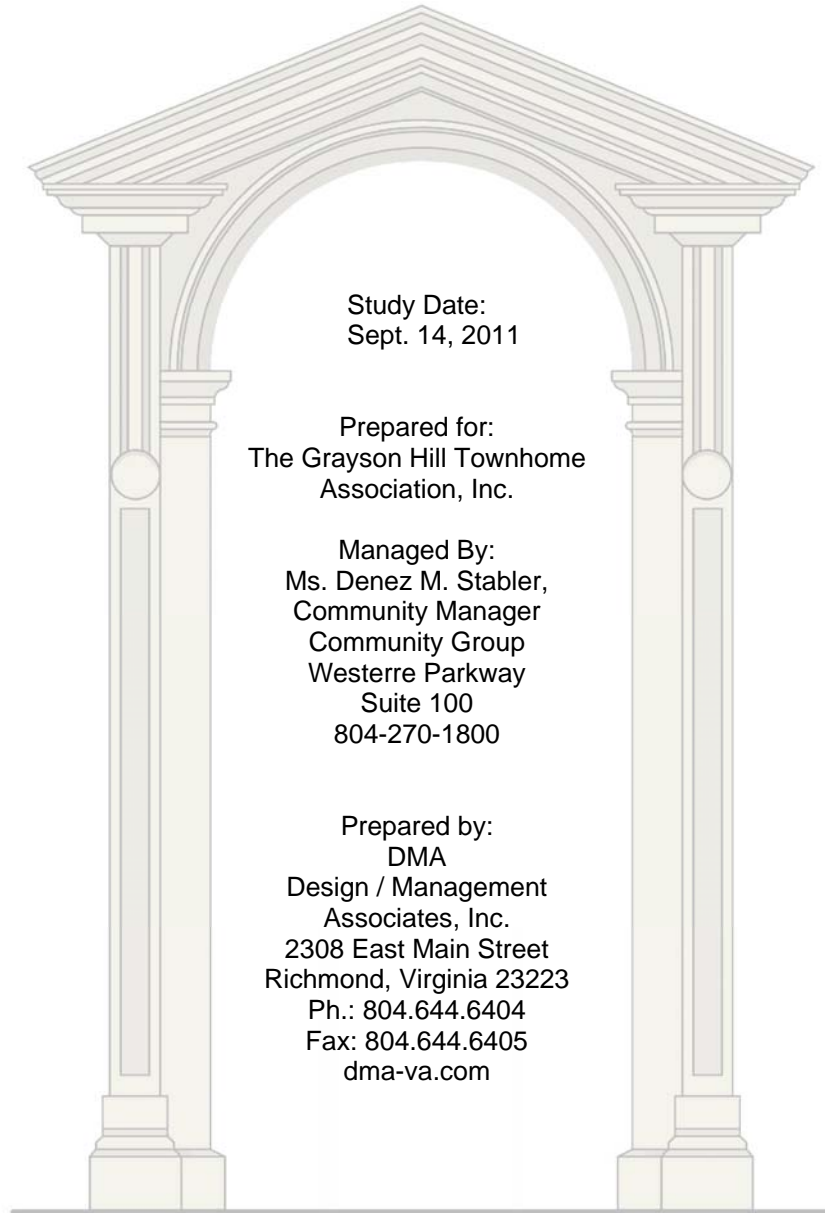 Study Date:
Sept. 14, 2011
Prepared for:
The Grayson Hill Townhome
Association, Inc.
Managed By:
Ms. Denez M. Stabler,
Community Manager
Community Group
Westerre Parkway
Suite 100
804-270-1800
Prepared by:
DMA
Design / Management
Associates, Inc.
2308 East Main Street
Richmond, Virginia 23223
Ph.: 804.644.6404
Fax: 804.644.6405
dma-va.com